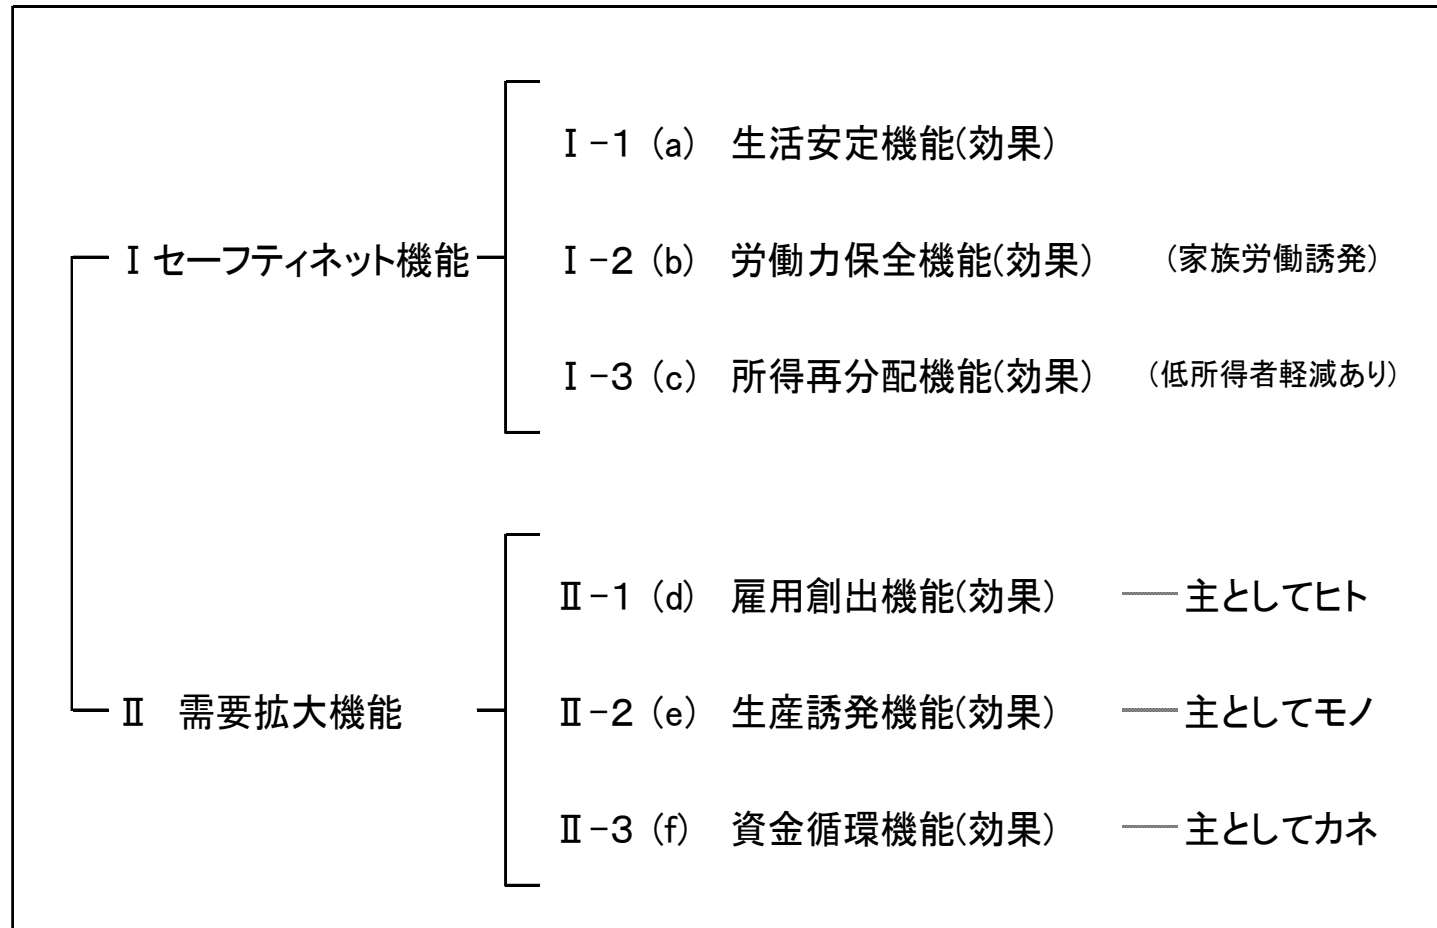 Ⅰ-1 (a) 生活安定機能(効果)
Ⅰ セーフティネット機能
Ⅰ-2 (b) 労働力保全機能(効果) (家族労働誘発)
Ⅰ-3 (c) 所得再分配機能(効果) (低所得者軽減あり)
Ⅱ-1 (d) 雇用創出機能(効果) 主としてヒト
Ⅱ 需要拡大機能
Ⅱ-2 (e) 生産誘発機能(効果) 主としてモノ
Ⅱ-3 (f) 資金循環機能(効果) 主としてカネ